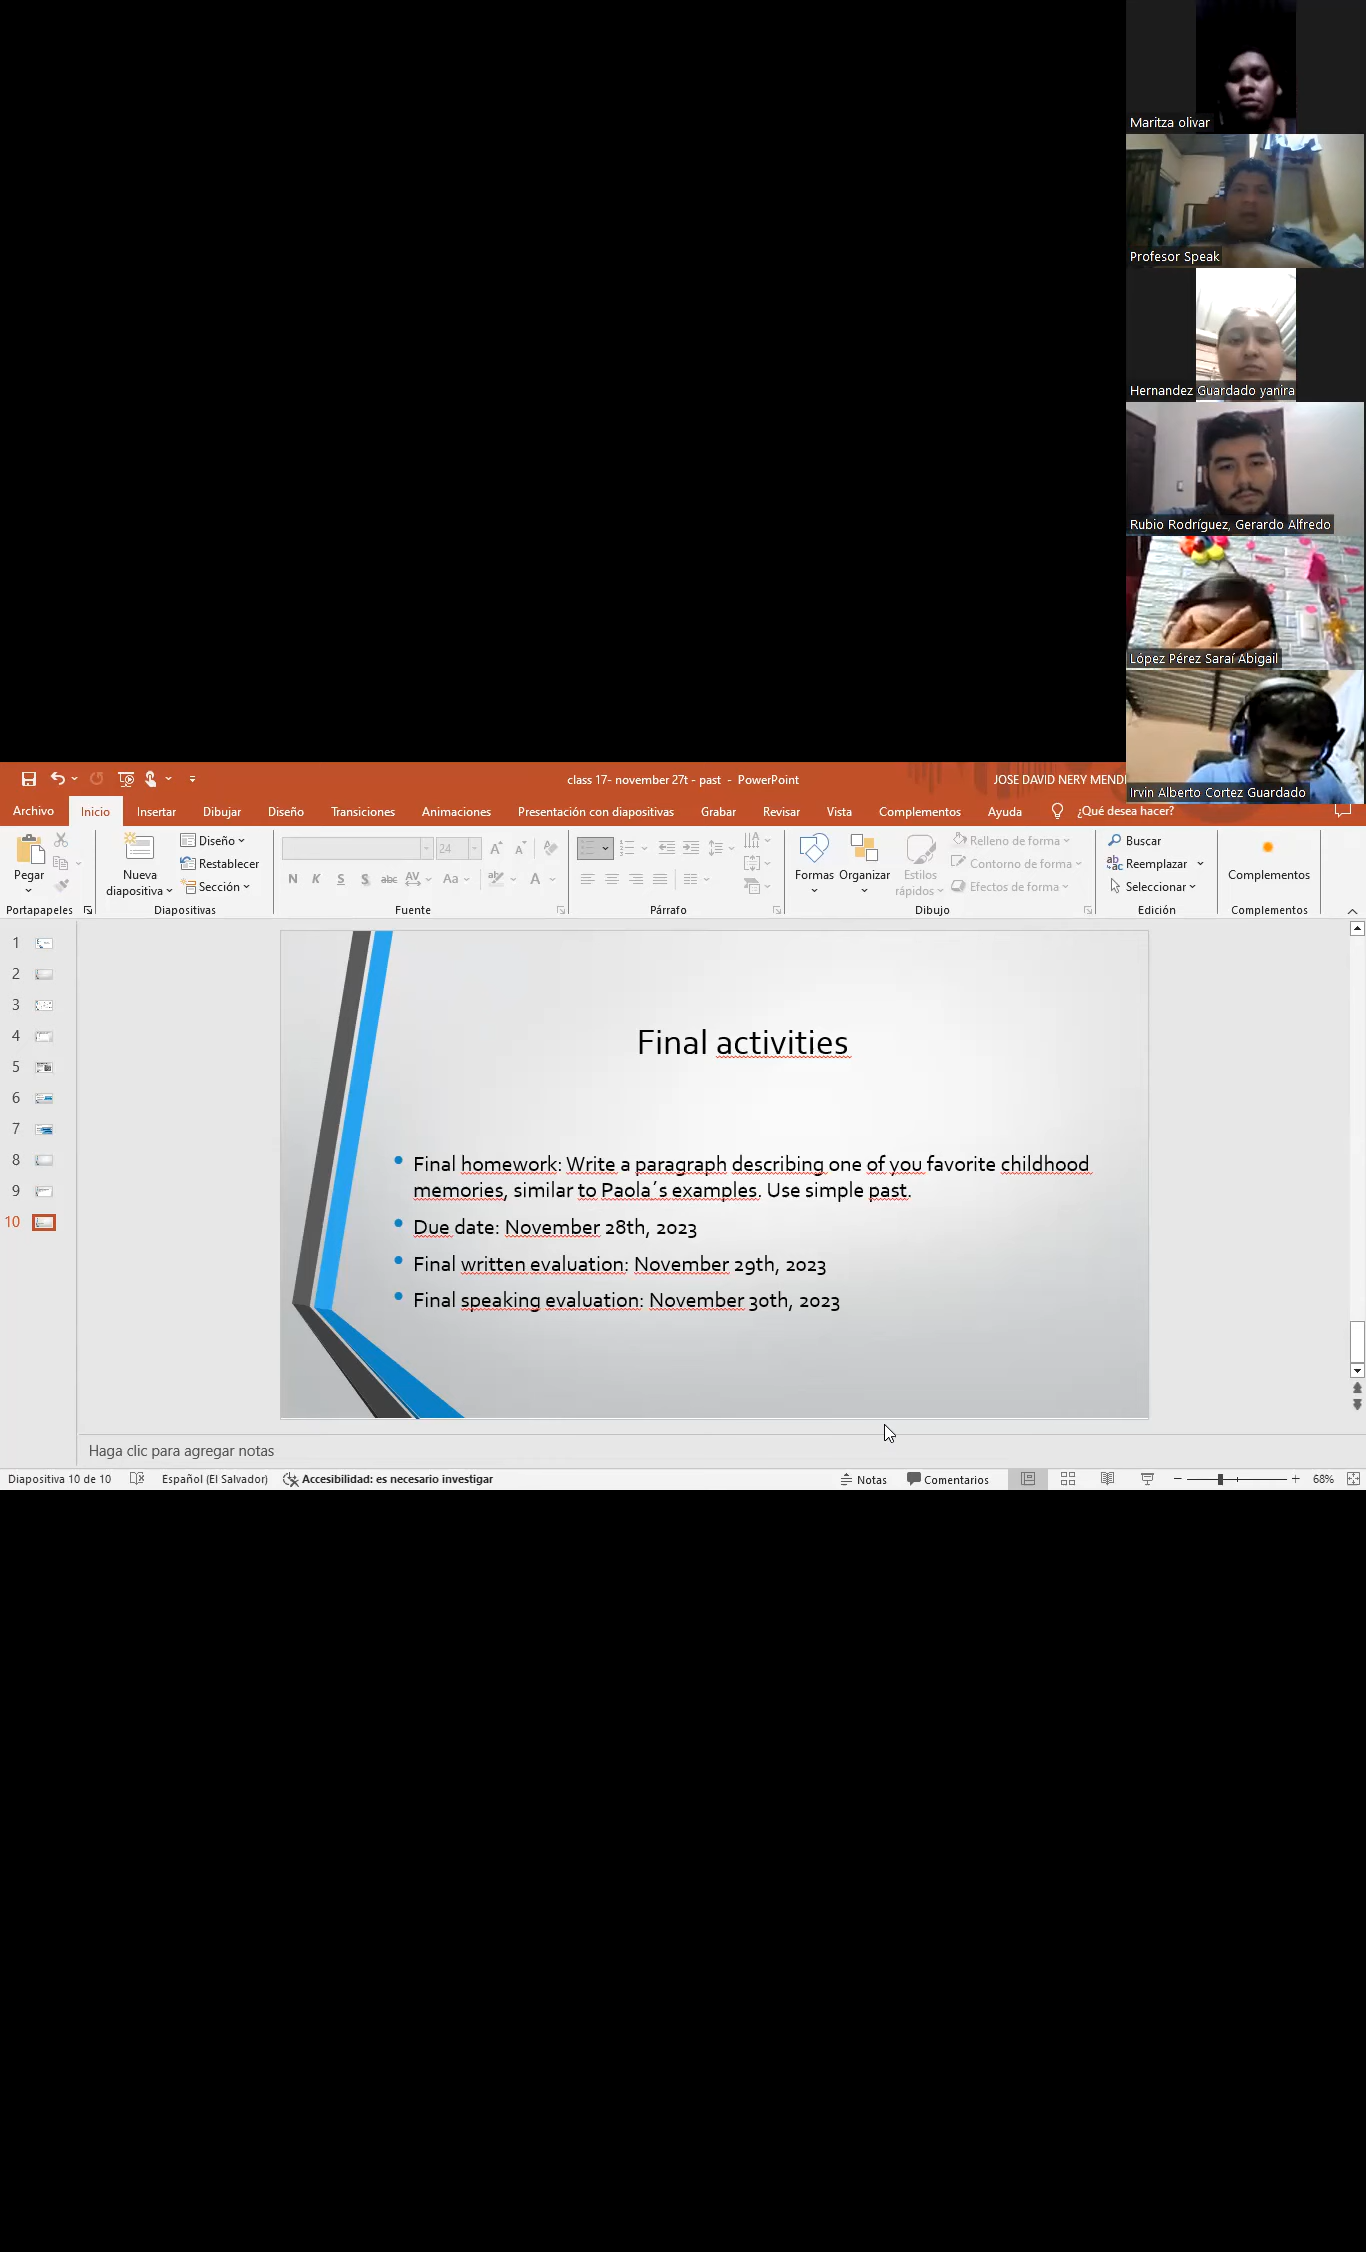 Maritza olivar
Profesor Speak
Hernandez Guardado yanira
Rubio Rodríguez, Gerardo Alfredo
López Pérez Saraí Abigail
Irvin Alberto Cortez Guardado
class 17- november 27t - past - PowerPoint
JOSE DAVID NERY MEND
Archivo Inicio Insertar Dibujar Diseño Transiciones Animaciones Presentación con diapositivas Grabar Revisar Vista Complementos Ayuda ¿Qué desea hacer?
Pegar
Nueva diapositiva
Diseño
Restablecer
Sección
24
N K S S abc AV Aa A
Formas Organizar Estilos rápidos
Relleno de forma
Contorno de forma
Efectos de forma
Buscar
Reemplazar
Seleccionar
Complementos
Portapapeles Diapositivas Fuente Párrafo Dibujo Edición Complementos
1
2
3
4
5
6
7
8
9
10
Final activities
• Final homework: Write a paragraph describing one of you favorite childhood
memories, similar to Paola´s examples. Use simple past.
• Due date: November 28th, 2023
• Final written evaluation: November 29th, 2023
• Final speaking evaluation: November 30th, 2023
Haga clic para agregar notas
Diapositiva 10 de 10 Español (El Salvador) Accesibilidad: es necesario investigar Notas Comentarios 68%